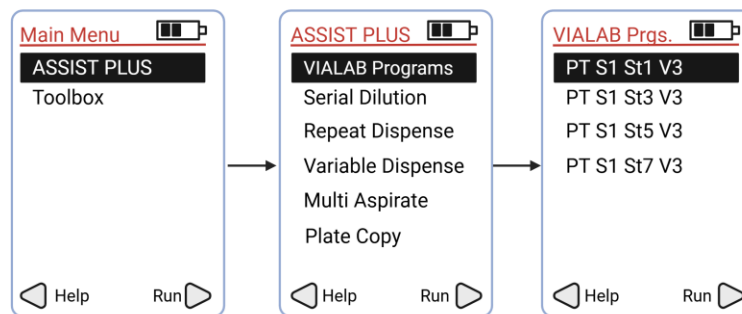 Main Menu
ASSIST PLUS
Toolbox
Help
Run
ASSIST PLUS
VIALAB Programs
Serial Dilution
Repeat Dispense
Variable Dispense
Multi Aspirate
Plate Copy
Help
Run
VIALAB Prgs.
PT S1 St1 V3
PT S1 St3 V3
PT S1 St5 V3
PT S1 St7 V3
Help
Run